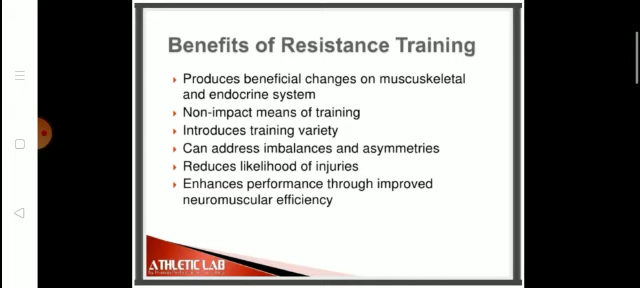 Benefits of Resistance Training
Produces beneficial changes on muscuskeletal
and endocrine system
Non-impact means of training
Introduces training variety
Can address imbalances and asymmetries
Reduces likelihood of injuries
Enhances performance through improved
neuromuscular efficiency
ATHLETIC LAB